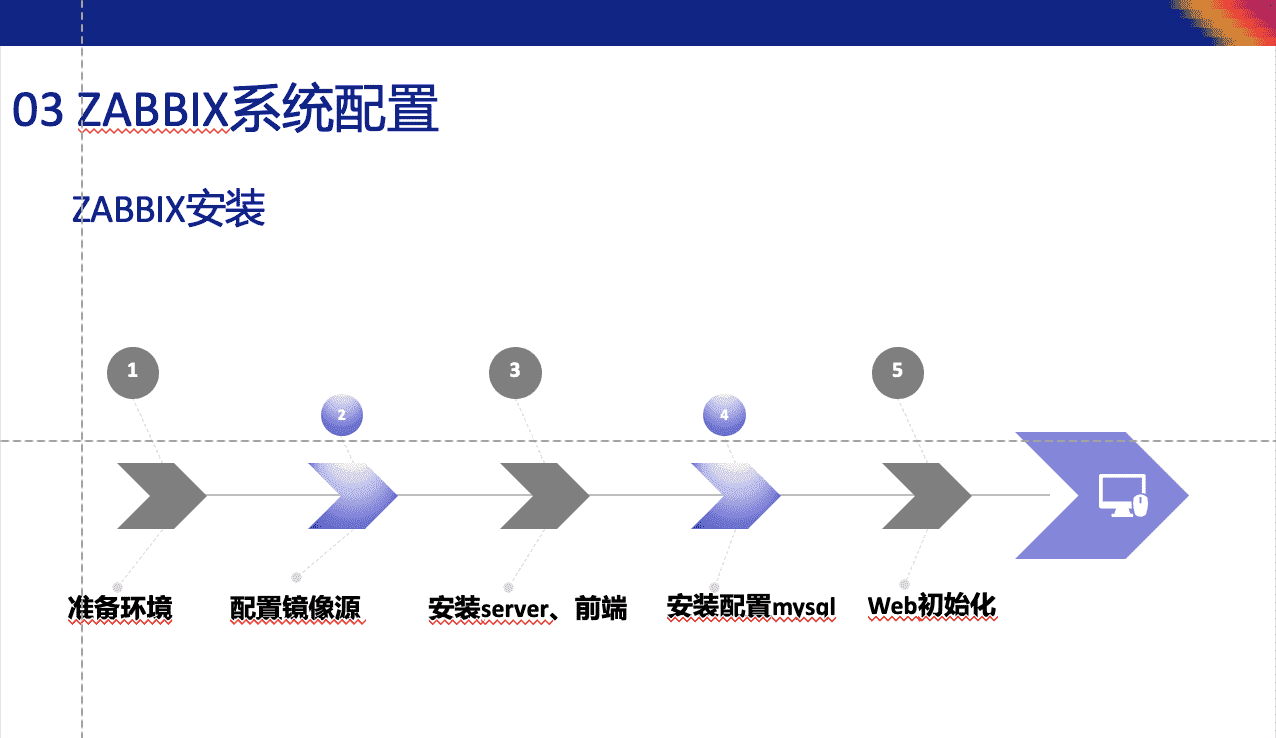 03 ZABBIX系统配置
ZABBIX安装
1
2
3
4
5
准备环境
配置镜像源
安装server、前端
安装配置mysql
Web初始化